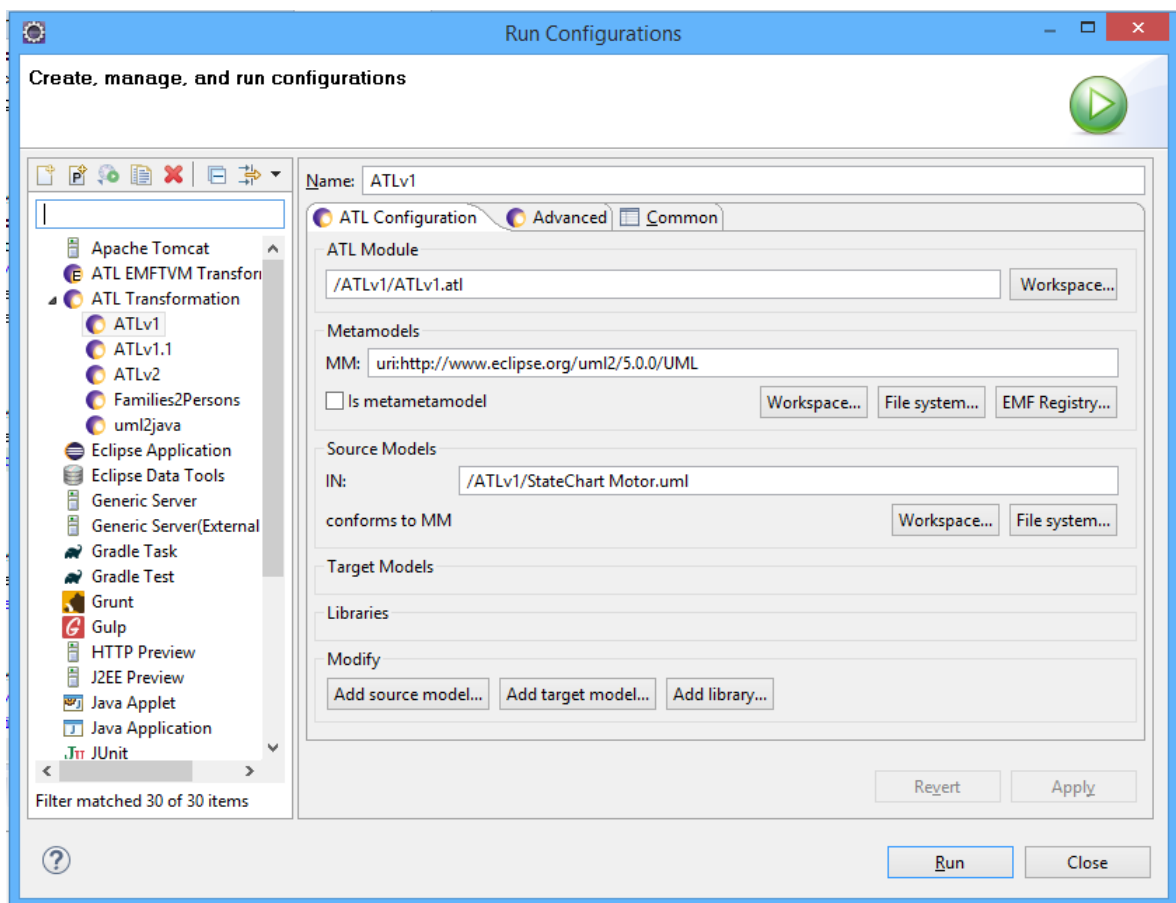 Run Configurations
Create, manage, and run configurations
Name: ATLv1
ATL Configuration Advanced Common
ATL Module
/ATLv1/ATLv1.atl Workspace...
Metamodels
MM: uri:http://www.eclipse.org/uml2/5.0.0/UML
Is metametamodel Workspace... File system... EMF Registry...
Source Models
IN: /ATLv1/StateChart Motor.uml
conforms to MM Workspace... File system...
Target Models
Libraries
Modify
Add source model... Add target model... Add library...
Revert Apply
Apache Tomcat
ATL EMFTVM Transfor
ATL Transformation
ATLv1
ATLv1.1
ATLv2
Families2Persons
uml2java
Eclipse Application
Eclipse Data Tools
Generic Server
Generic Server(External
Gradle Task
Gradle Test
Grunt
Gulp
HTTP Preview
J2EE Preview
Java Applet
Java Application
JUnit
Filter matched 30 of 30 items
Run Close